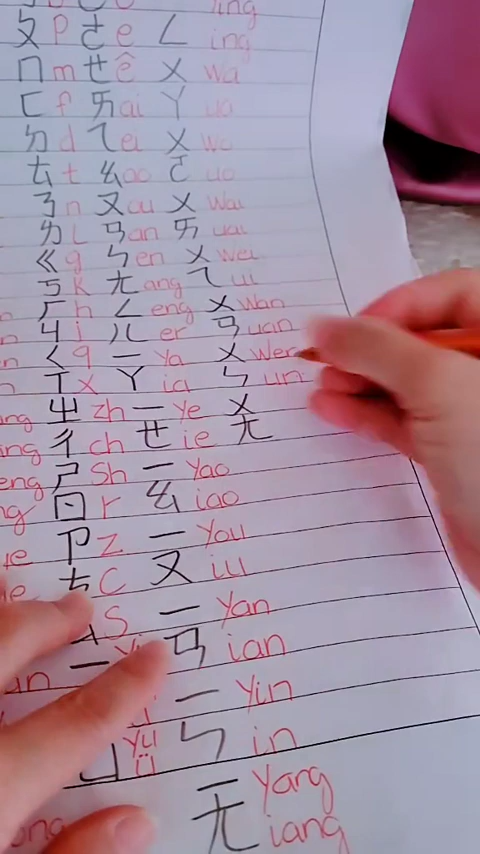 ㄆ p ㄜ e ㄥ ing
ㄇ m ㄝ ê ㄨ wa
ㄈ f ㄞ ai ㄚ ua
ㄉ d ㄟ ei ㄨ wo
ㄊ t ㄠ ao ㄛ uo
ㄋ n ㄡ ou ㄨ wai
ㄌ l ㄢ an ㄞ uai
ㄍ g ㄣ en ㄨ wei
ㄎ k ㄤ ang ㄟ ui
ㄏ h ㄥ eng ㄨ wan
ㄐ j ㄦ er ㄢ uan
ㄑ q ㄧ ya ㄨ wen
ㄒ x ㄚ ia ㄣ un
ㄓ zh ㄧ ye ㄨ
ㄔ ch ㄝ ie ㄤ
ㄕ sh ㄧ yao
ㄖ r ㄠ iao
ㄗ z ㄧ you
ㄘ c ㄡ iu
s ㄧ yan
ㄧ ㄢ ian
ㄧ yin
ㄩ yu ü ㄣ in
ㄧ yang
ㄤ iang